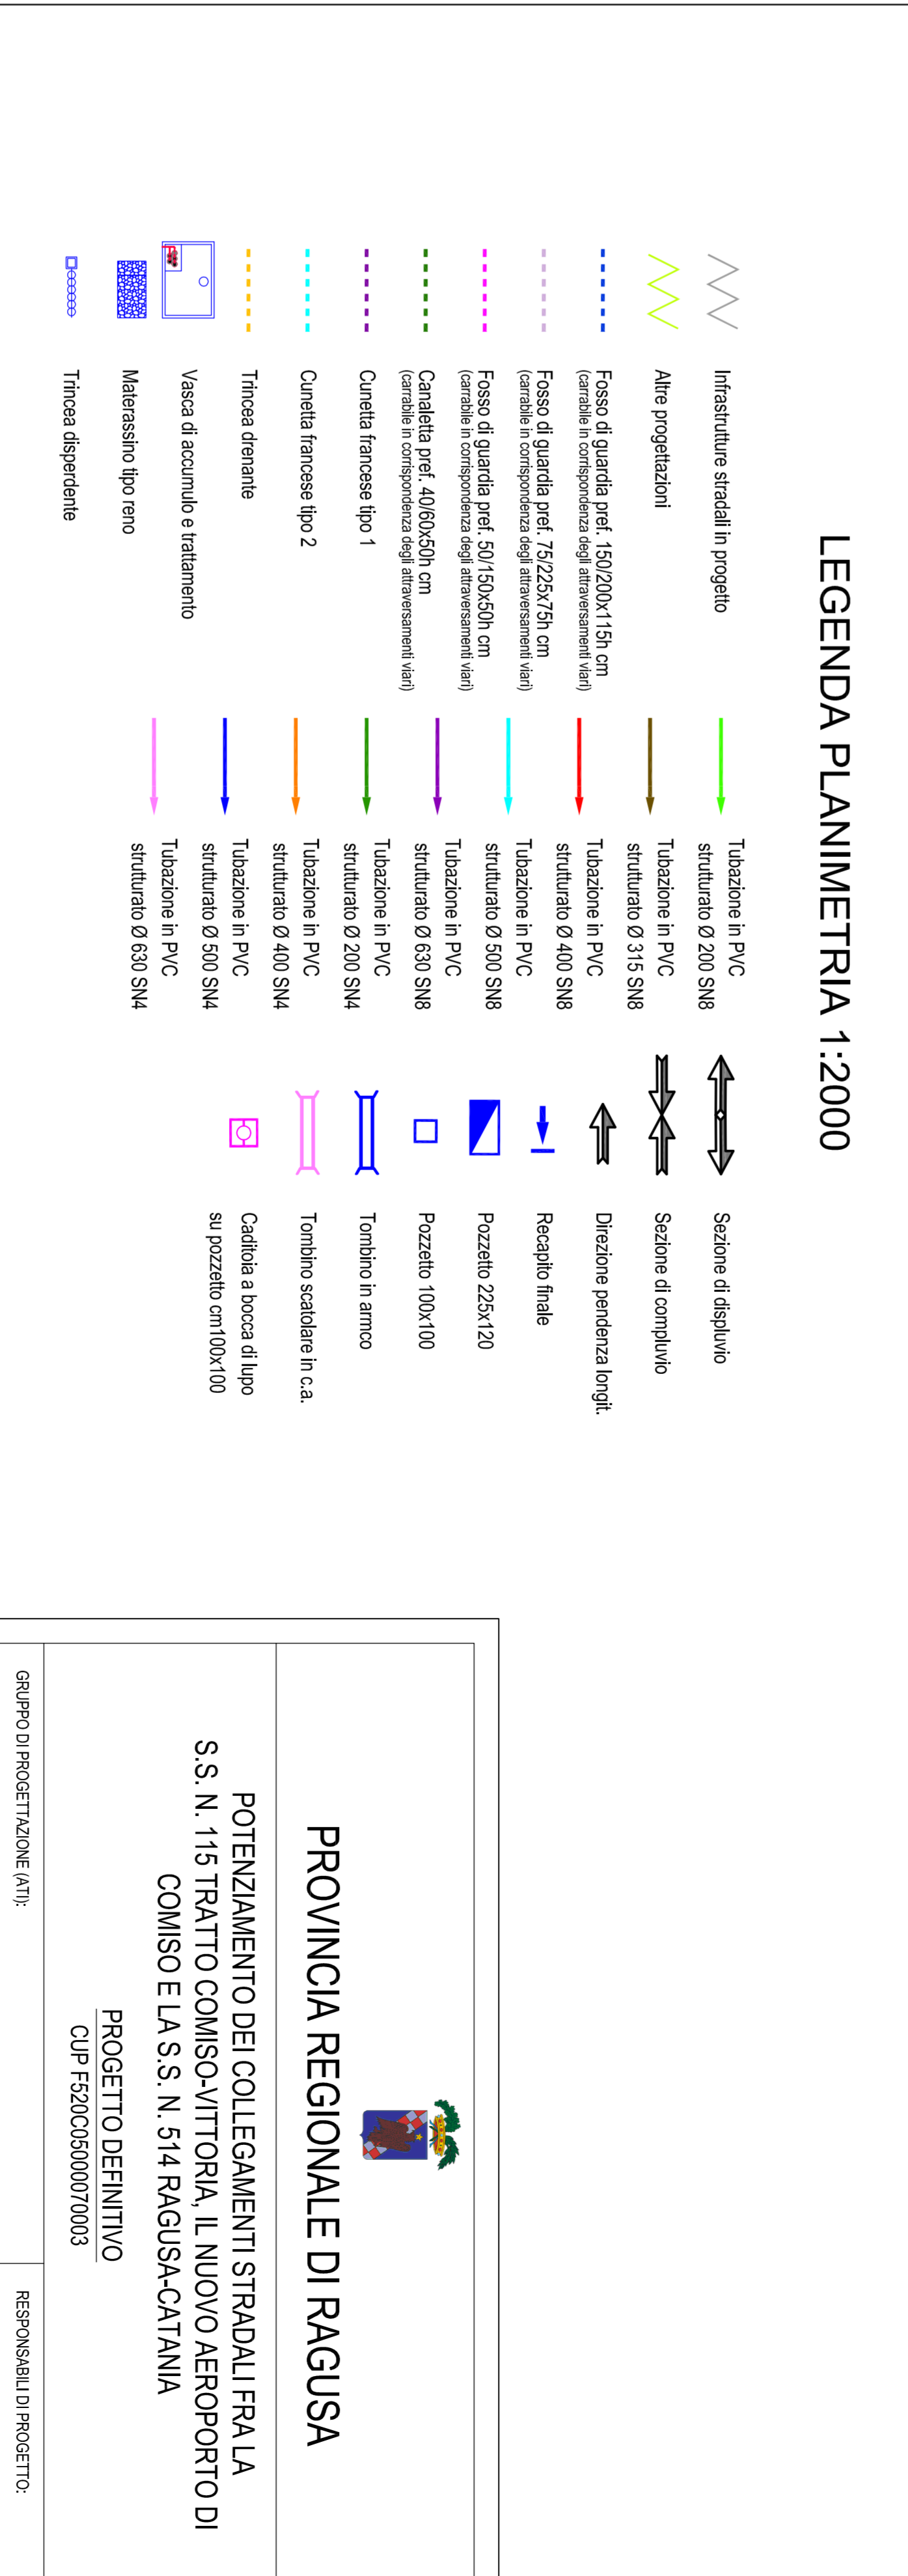 LEGENDA PLANIMETRIA 1:2000
Infrastrutture stradali in progetto
Altre progettazioni
Fosso di guardia pref. 150/200x115h cm
(carrabile in corrispondenza degli attraversamenti viari)
Fosso di guardia pref. 75/225x75h cm
(carrabile in corrispondenza degli attraversamenti viari)
Fosso di guardia pref. 50/150x50h cm
(carrabile in corrispondenza degli attraversamenti viari)
Canaletta pref. 40/60x50h cm
(carrabile in corrispondenza degli attraversamenti viari)
Cunetta francese tipo 1
Cunetta francese tipo 2
Trincea drenante
Vasca di accumulo e trattamento
Materassino tipo reno
Trincea disperdente
Tubazione in PVC
strutturato Ø 200 SN8
Tubazione in PVC
strutturato Ø 315 SN8
Tubazione in PVC
strutturato Ø 400 SN8
Tubazione in PVC
strutturato Ø 500 SN8
Tubazione in PVC
strutturato Ø 630 SN8
Tubazione in PVC
strutturato Ø 200 SN4
Tubazione in PVC
strutturato Ø 400 SN4
Tubazione in PVC
strutturato Ø 500 SN4
Tubazione in PVC
strutturato Ø 630 SN4
Sezione di displuvio
Sezione di compluvio
Direzione pendenza longit.
Recapito finale
Pozzetto 225x120
Pozzetto 100x100
Tombino in armco
Tombino scatolare in c.a.
Caditoia a bocca di lupo
su pozzetto cm100x100
PROVINCIA REGIONALE DI RAGUSA
POTENZIAMENTO DEI COLLEGAMENTI STRADALI FRA LA
S.S. N. 115 TRATTO COMISO-VITTORIA, IL NUOVO AEROPORTO DI
COMISO E LA S.S. N. 514 RAGUSA-CATANIA
PROGETTO DEFINITIVO
CUP F520C05000070003
GRUPPO DI PROGETTAZIONE (ATI):
RESPONSABILI DI PROGETTO: